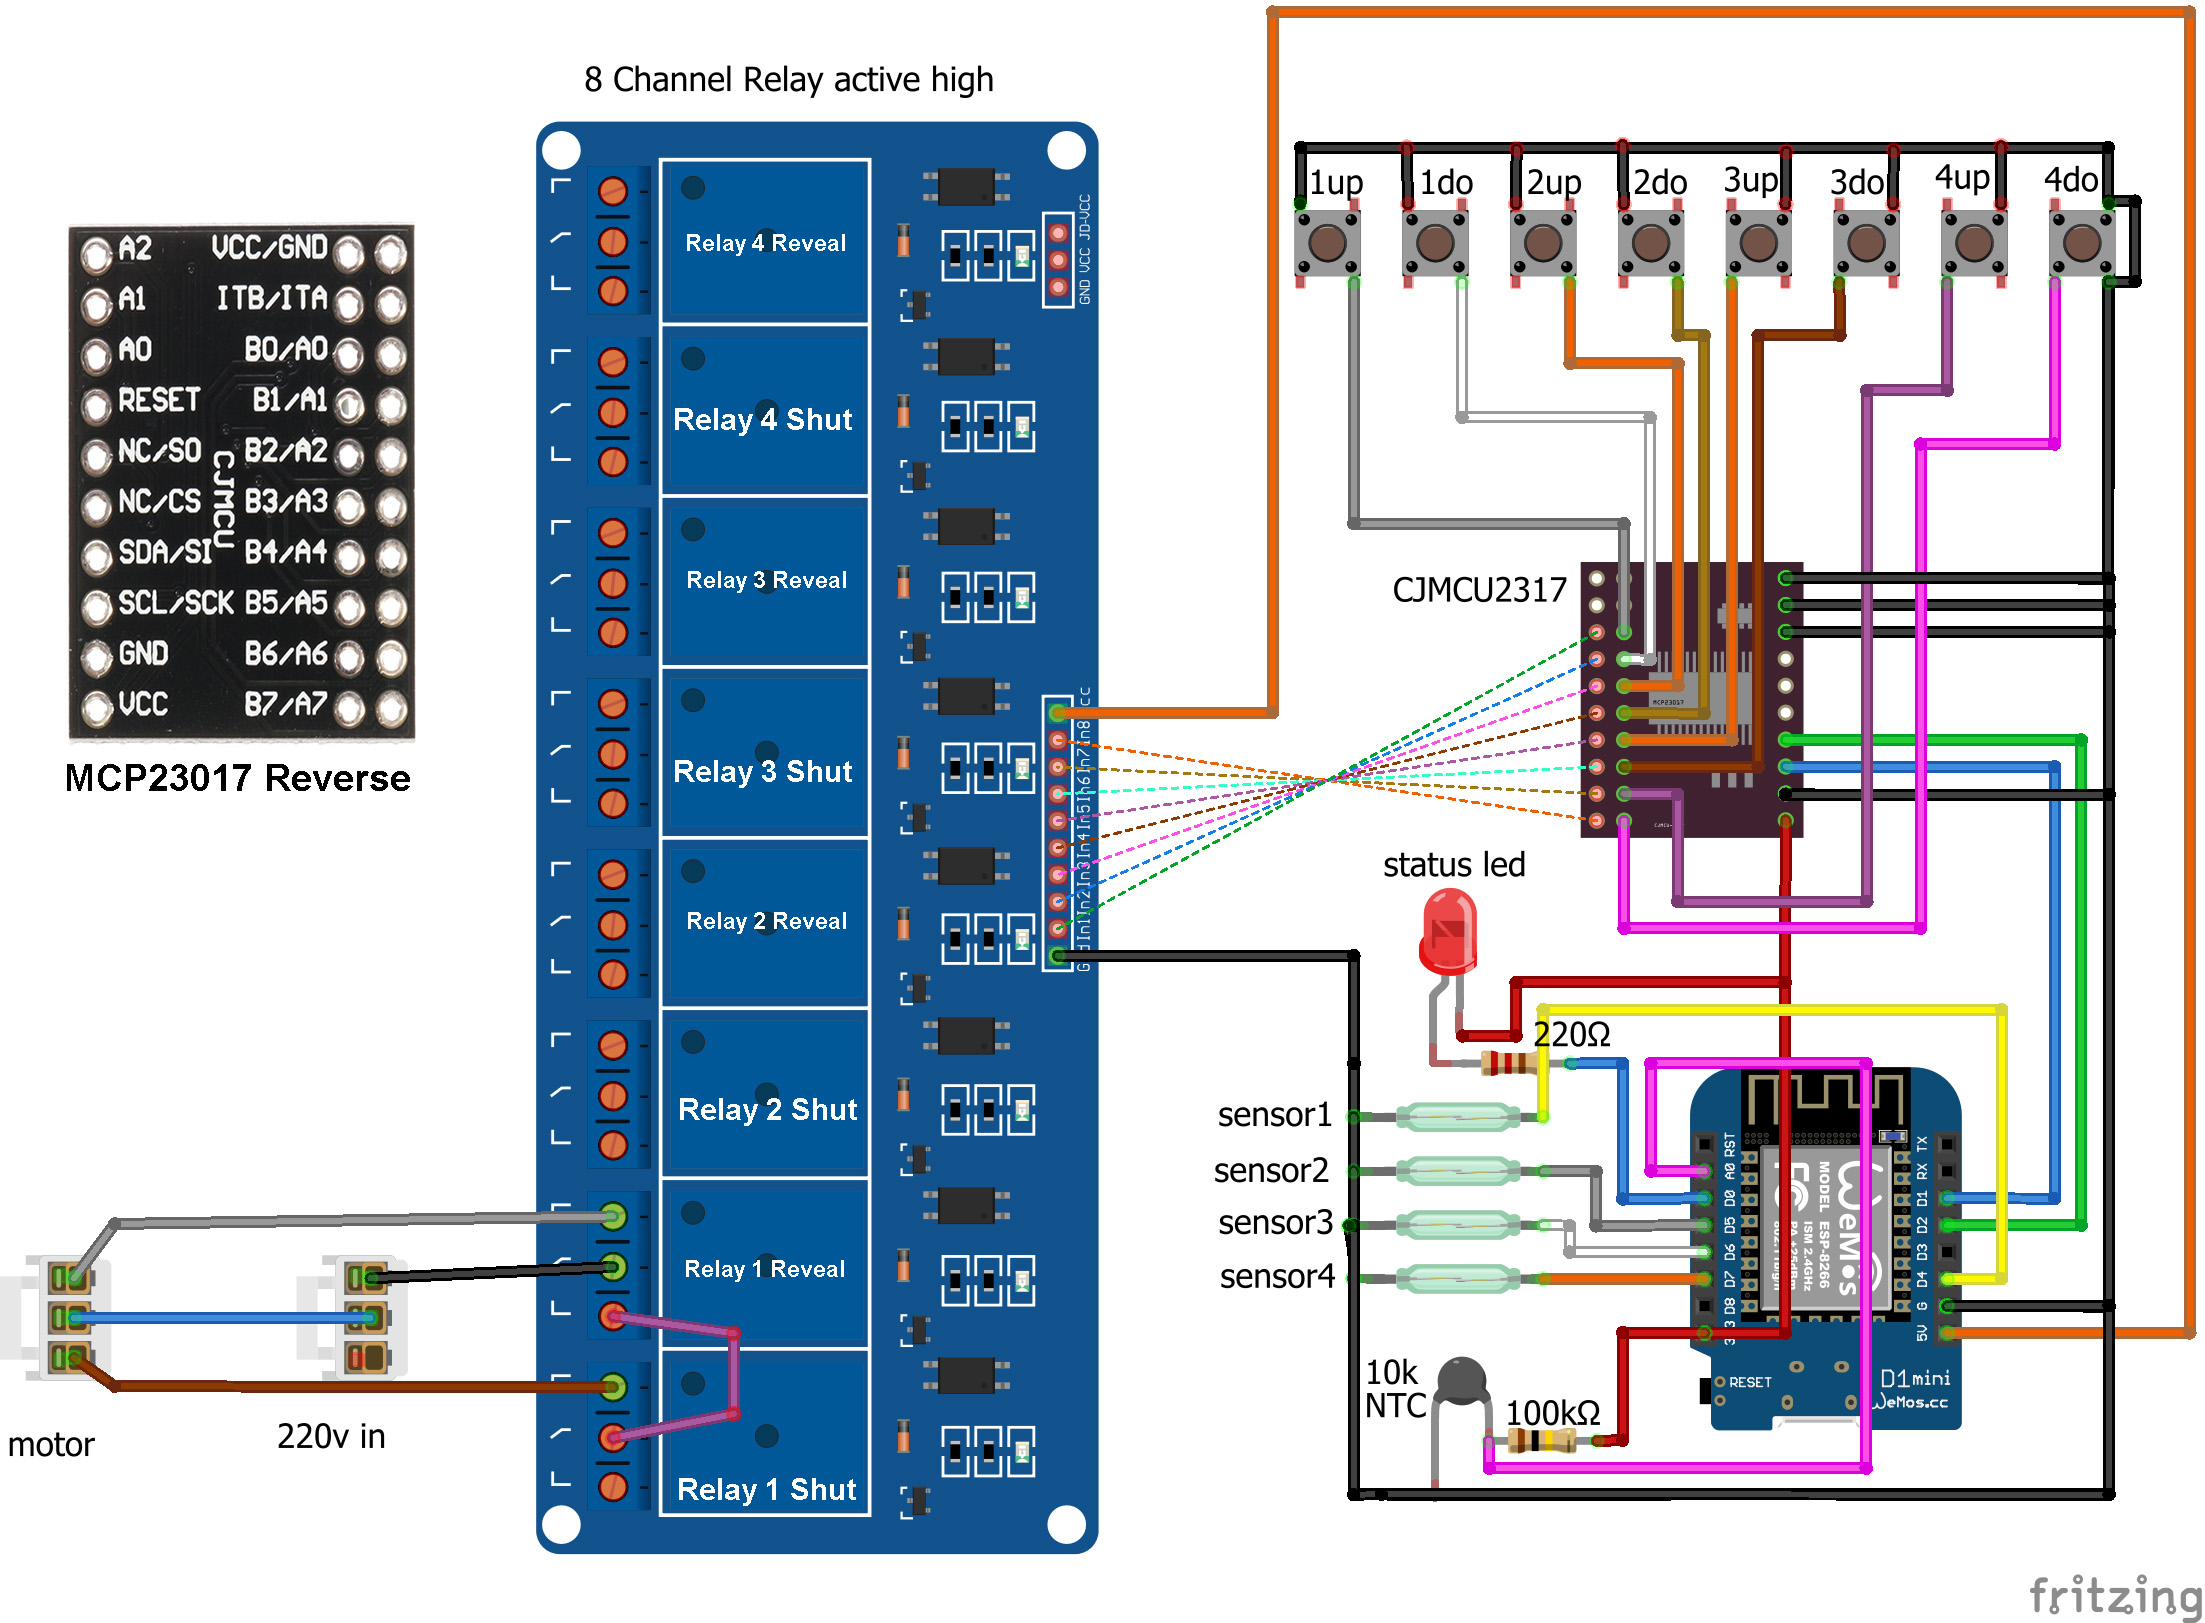 8 Channel Relay active high
A2 VCC/GND
A1 ITB/ITA
A0 B0/A0
RESET B1/A1
NC/SO B2/A2
NC/CS B3/A3
SDA/SI B4/A4
SCL/SCK B5/A5
GND B6/A6
VCC B7/A7
CJMCU
MCP23017 Reverse
Relay 4 Reveal
Relay 4 Shut
Relay 3 Reveal
Relay 3 Shut
Relay 2 Reveal
Relay 2 Shut
Relay 1 Reveal
Relay 1 Shut
GND VCC JD-VCC
In1 In2 In3 In4 In5 In6 In7 In8
motor
220v in
1up 1do 2up 2do 3up 3do 4up 4do
CJMCU2317
MCP23017
CJMCU-
status led
220Ω
sensor1
sensor2
sensor3
sensor4
10k
NTC
100kΩ
RST
A0
D0
D5
D6
D7
D8
TX
RX
D1
D2
D3
D4
G
5V
WeMos
MODEL ESP-8266
ISM 2.4GHz
PA +25dBm
802.11b/g/n
RESET
D1 mini
WeMos.cc
fritzing